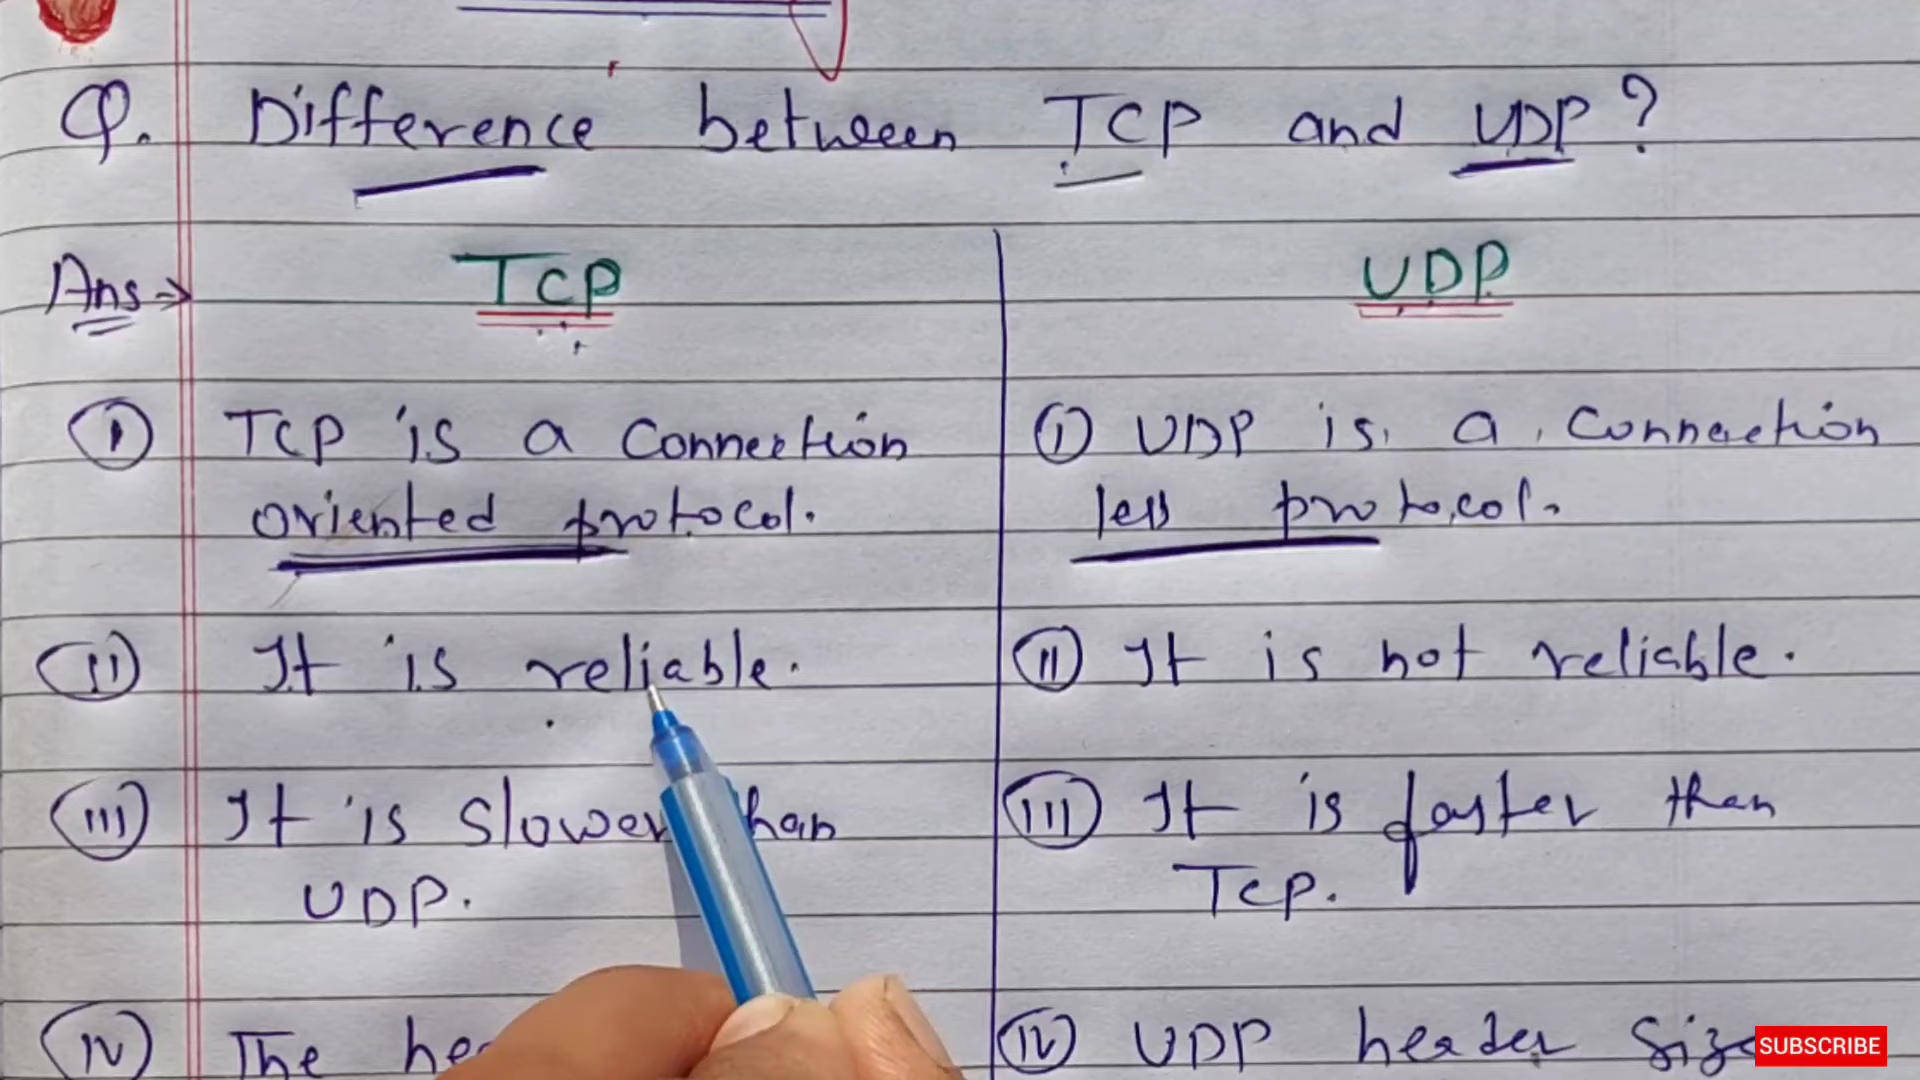 Q. Difference between TCP and UDP?
Ans →
TCP
UDP
(I) TCP is a Connection
oriented protocol.
(I) UDP is a Connection
less protocol.
(II) It is reliable.
(II) It is not reliable.
(III) It is slower than
UDP.
(III) It is faster than
TCP.
(IV) The
(IV) UDP header Size
SUBSCRIBE